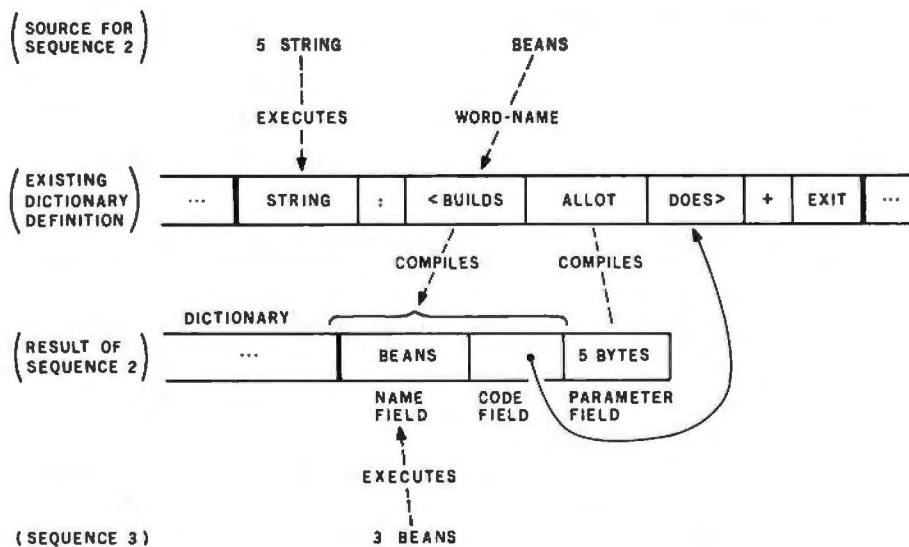 (SOURCE FOR SEQUENCE 2)
5 STRING
BEANS
EXECUTES
WORD-NAME
(EXISTING DICTIONARY DEFINITION)
... STRING : <BUILDS ALLOT DOES> + EXIT ...
COMPILES COMPILES
DICTIONARY
(RESULT OF SEQUENCE 2)
... BEANS 5 BYTES
NAME FIELD
CODE FIELD
PARAMETER FIELD
EXECUTES
(SEQUENCE 3) 3 BEANS